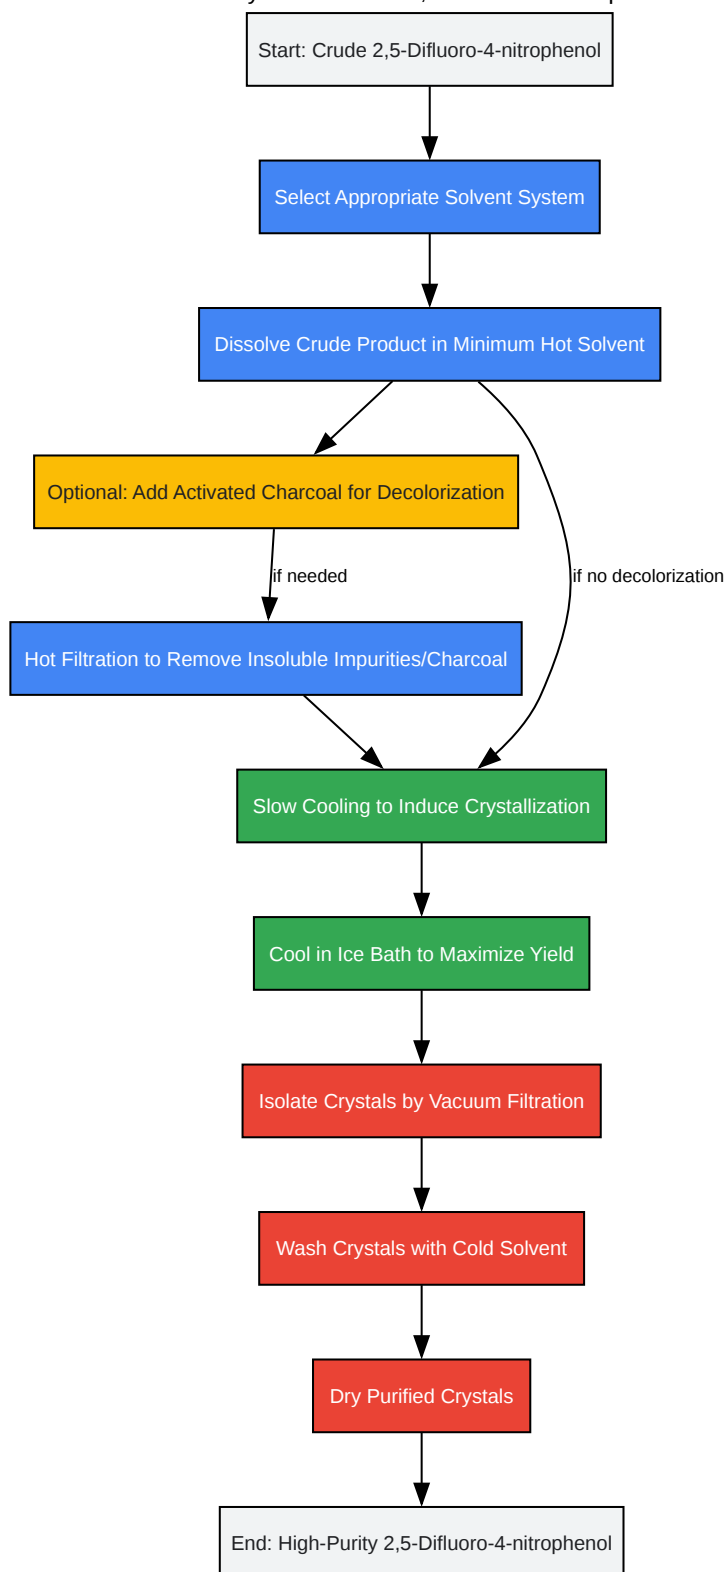 Start: Crude 2,5-Difluoro-4-nitrophenol
Select Appropriate Solvent System
Dissolve Crude Product in Minimum Hot Solvent
Optional: Add Activated Charcoal for Decolorization
if needed
if no decolorization
Hot Filtration to Remove Insoluble Impurities/Charcoal
Slow Cooling to Induce Crystallization
Cool in Ice Bath to Maximize Yield
Isolate Crystals by Vacuum Filtration
Wash Crystals with Cold Solvent
Dry Purified Crystals
End: High-Purity 2,5-Difluoro-4-nitrophenol